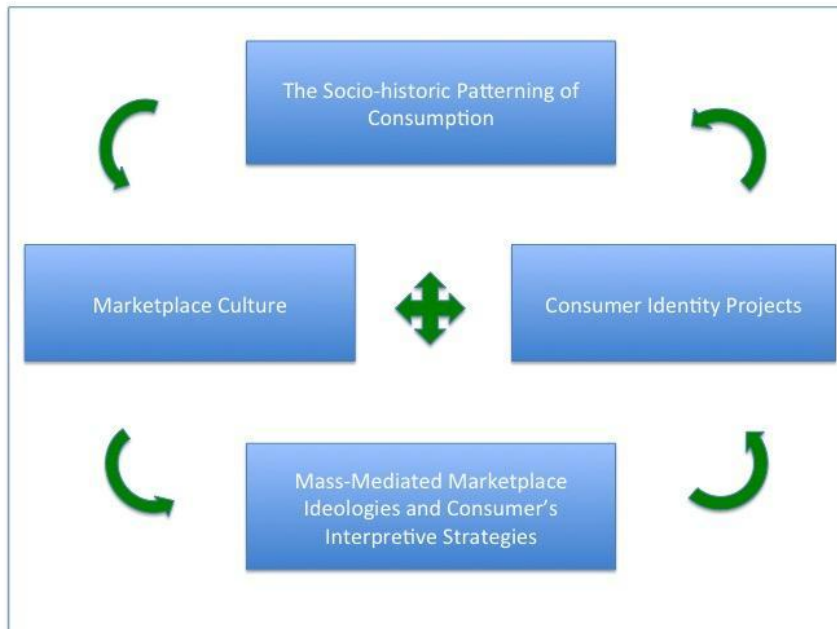 The Socio-historic Patterning of
Consumption
Marketplace Culture
Consumer Identity Projects
Mass-Mediated Marketplace
Ideologies and Consumer’s
Interpretive Strategies